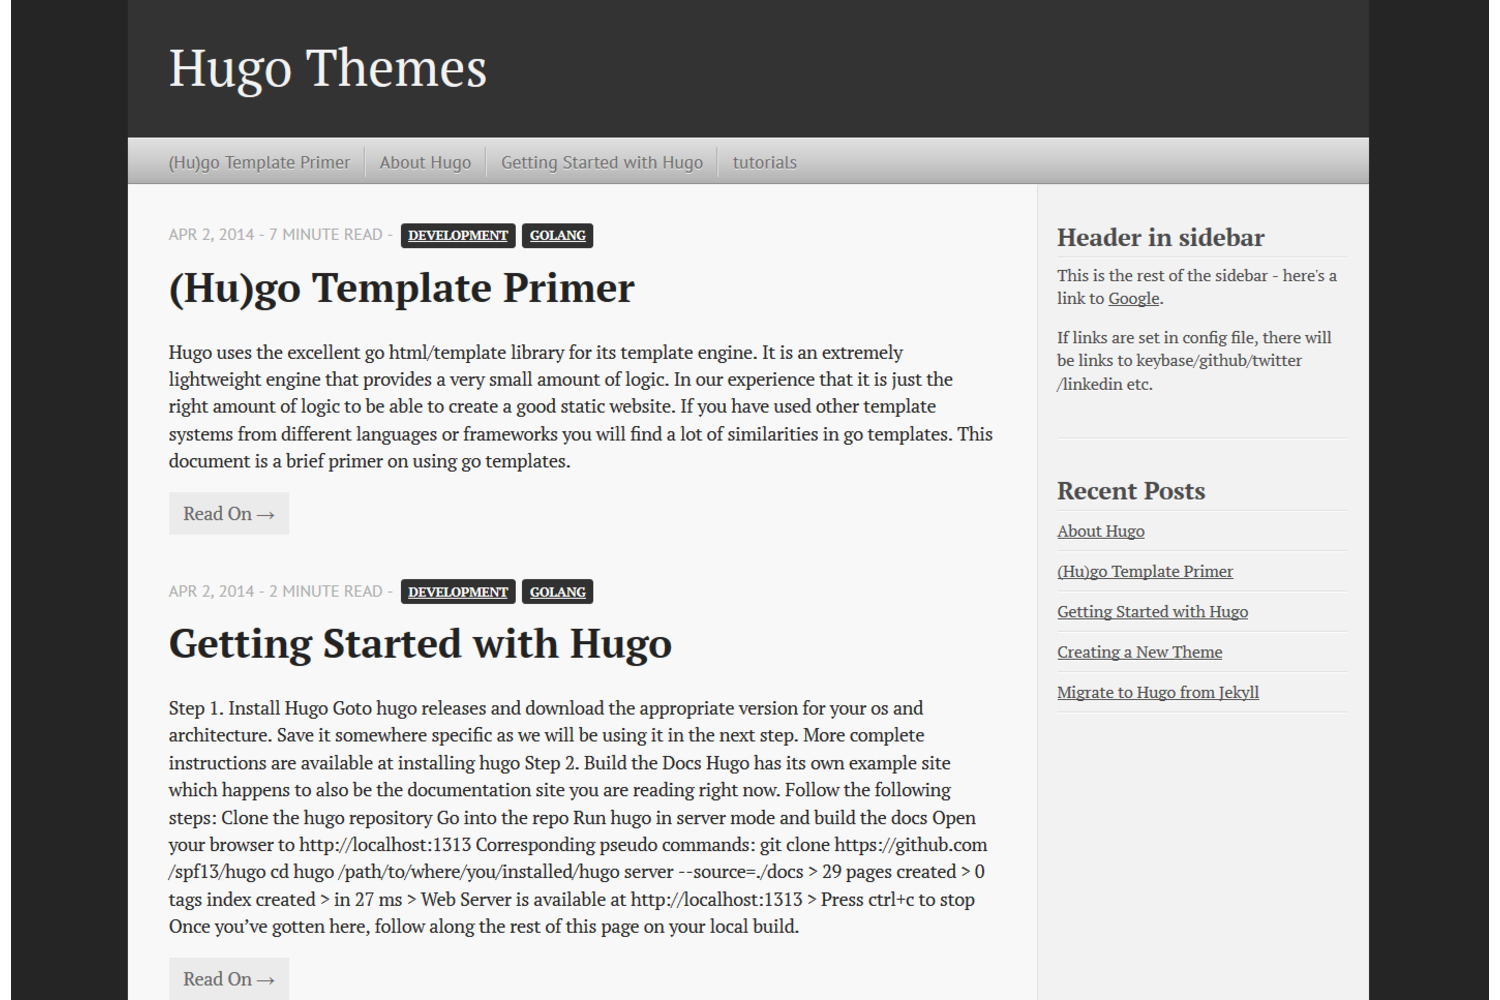 Hugo Themes
(Hu)go Template Primer
About Hugo
Getting Started with Hugo
tutorials
APR 2, 2014 - 7 MINUTE READ - DEVELOPMENT GOLANG
(Hu)go Template Primer
Hugo uses the excellent go html/template library for its template engine. It is an extremely
lightweight engine that provides a very small amount of logic. In our experience that it is just the
right amount of logic to be able to create a good static website. If you have used other template
systems from different languages or frameworks you will find a lot of similarities in go templates. This
document is a brief primer on using go templates.
Read On →
APR 2, 2014 - 2 MINUTE READ - DEVELOPMENT GOLANG
Getting Started with Hugo
Step 1. Install Hugo Goto hugo releases and download the appropriate version for your os and
architecture. Save it somewhere specific as we will be using it in the next step. More complete
instructions are available at installing hugo Step 2. Build the Docs Hugo has its own example site
which happens to also be the documentation site you are reading right now. Follow the following
steps: Clone the hugo repository Go into the repo Run hugo in server mode and build the docs Open
your browser to http://localhost:1313 Corresponding pseudo commands: git clone https://github.com
/spf13/hugo cd hugo /path/to/where/you/installed/hugo server --source=./docs > 29 pages created > 0
tags index created > in 27 ms > Web Server is available at http://localhost:1313 > Press ctrl+c to stop
Once you’ve gotten here, follow along the rest of this page on your local build.
Read On →
Header in sidebar
This is the rest of the sidebar - here's a
link to Google.
If links are set in config file, there will
be links to keybase/github/twitter
/linkedin etc.
Recent Posts
About Hugo
(Hu)go Template Primer
Getting Started with Hugo
Creating a New Theme
Migrate to Hugo from Jekyll